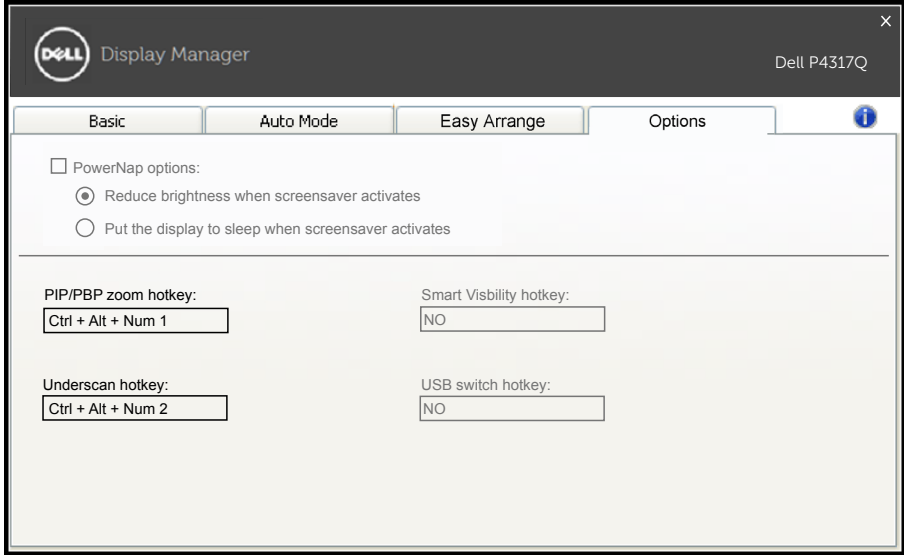 X
DELL Display Manager
Dell P4317Q
Basic Auto Mode Easy Arrange Options i
PowerNap options:
Reduce brightness when screensaver activates
Put the display to sleep when screensaver activates
PIP/PBP zoom hotkey: Smart Visbility hotkey:
Ctrl + Alt + Num 1 NO
Underscan hotkey: USB switch hotkey:
Ctrl + Alt + Num 2 NO